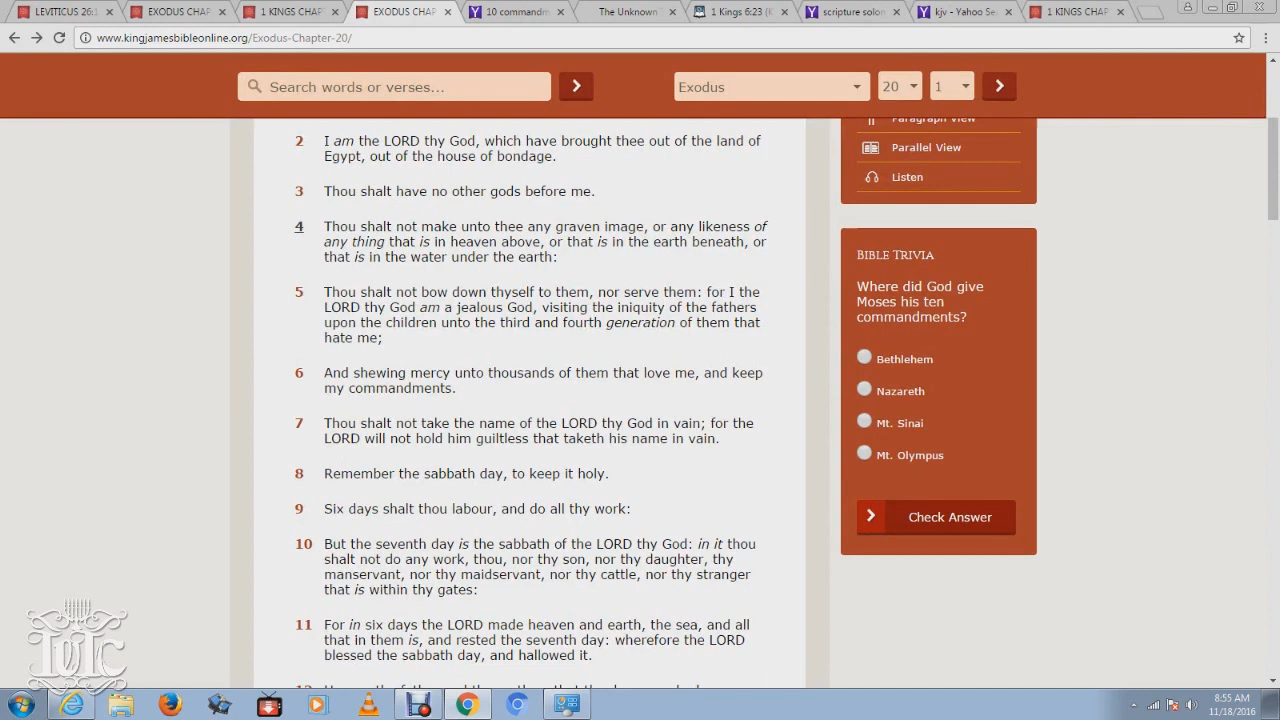 LEVITICUS 26:1
EXODUS CHAP
1 KINGS CHAP
EXODUS CHAP
10 commandm
The Unknown
1 Kings 6:23 (K
scripture solon
kjv - Yahoo Se
1 KINGS CHAP
www.kingjamesbibleonline.org/Exodus-Chapter-20/
Search words or verses...
Exodus
20
1
2 I am the LORD thy God, which have brought thee out of the land of
Egypt, out of the house of bondage.
3 Thou shalt have no other gods before me.
4 Thou shalt not make unto thee any graven image, or any likeness of
any thing that is in heaven above, or that is in the earth beneath, or
that is in the water under the earth:
5 Thou shalt not bow down thyself to them, nor serve them: for I the
LORD thy God am a jealous God, visiting the iniquity of the fathers
upon the children unto the third and fourth generation of them that
hate me;
6 And shewing mercy unto thousands of them that love me, and keep
my commandments.
7 Thou shalt not take the name of the LORD thy God in vain; for the
LORD will not hold him guiltless that taketh his name in vain.
8 Remember the sabbath day, to keep it holy.
9 Six days shalt thou labour, and do all thy work:
10 But the seventh day is the sabbath of the LORD thy God: in it thou
shalt not do any work, thou, nor thy son, nor thy daughter, thy
manservant, nor thy maidservant, nor thy cattle, nor thy stranger
that is within thy gates:
11 For in six days the LORD made heaven and earth, the sea, and all
that in them is, and rested the seventh day: wherefore the LORD
blessed the sabbath day, and hallowed it.
Paragraph View
Parallel View
Listen
BIBLE TRIVIA
Where did God give
Moses his ten
commandments?
Bethlehem
Nazareth
Mt. Sinai
Mt. Olympus
Check Answer
IUIC
8:55 AM
11/18/2016